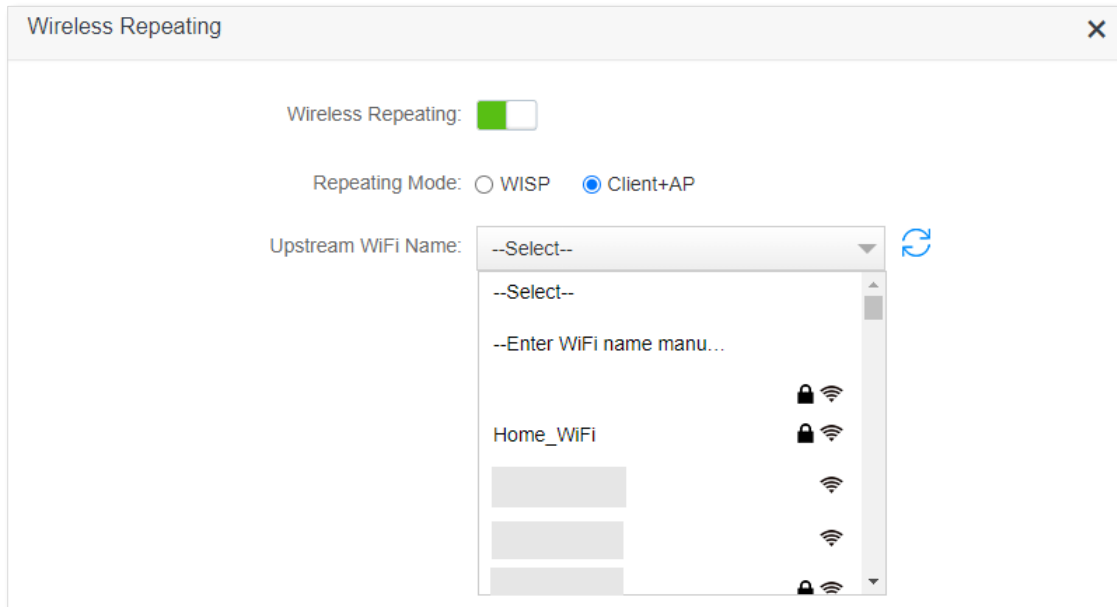 Wireless Repeating
Wireless Repeating:
Repeating Mode: WISP Client+AP
Upstream WiFi Name: --Select--
--Select--
--Enter WiFi name manu...
Home_WiFi